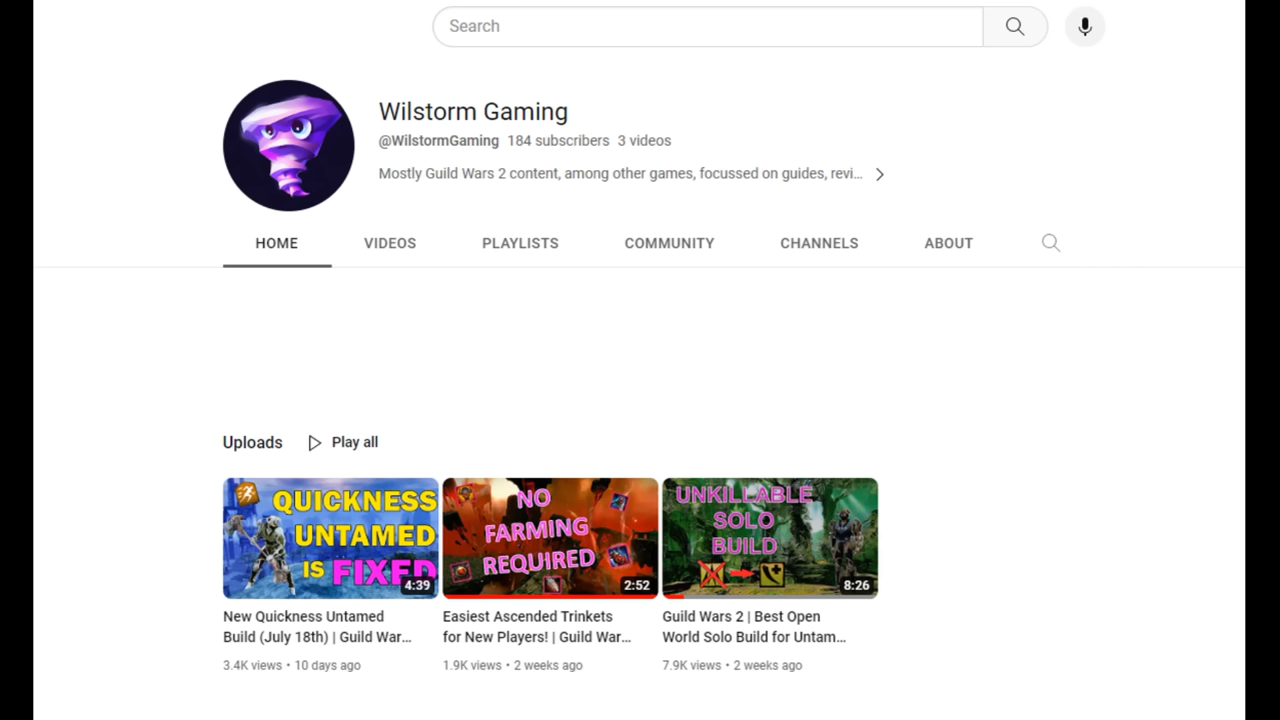 Search
Wilstorm Gaming
@WilstormGaming 184 subscribers 3 videos
Mostly Guild Wars 2 content, among other games, focussed on guides, revi...
HOME VIDEOS PLAYLISTS COMMUNITY CHANNELS ABOUT
Uploads Play all
QUICKNESS
UNTAMED
IS FIXED
4:39
NO
FARMING
REQUIRED
2:52
UNKILLABLE
SOLO
BUILD
8:26
New Quickness Untamed
Build (July 18th) | Guild War...
3.4K views • 10 days ago
Easiest Ascended Trinkets
for New Players! | Guild War...
1.9K views • 2 weeks ago
Guild Wars 2 | Best Open
World Solo Build for Untam...
7.9K views • 2 weeks ago